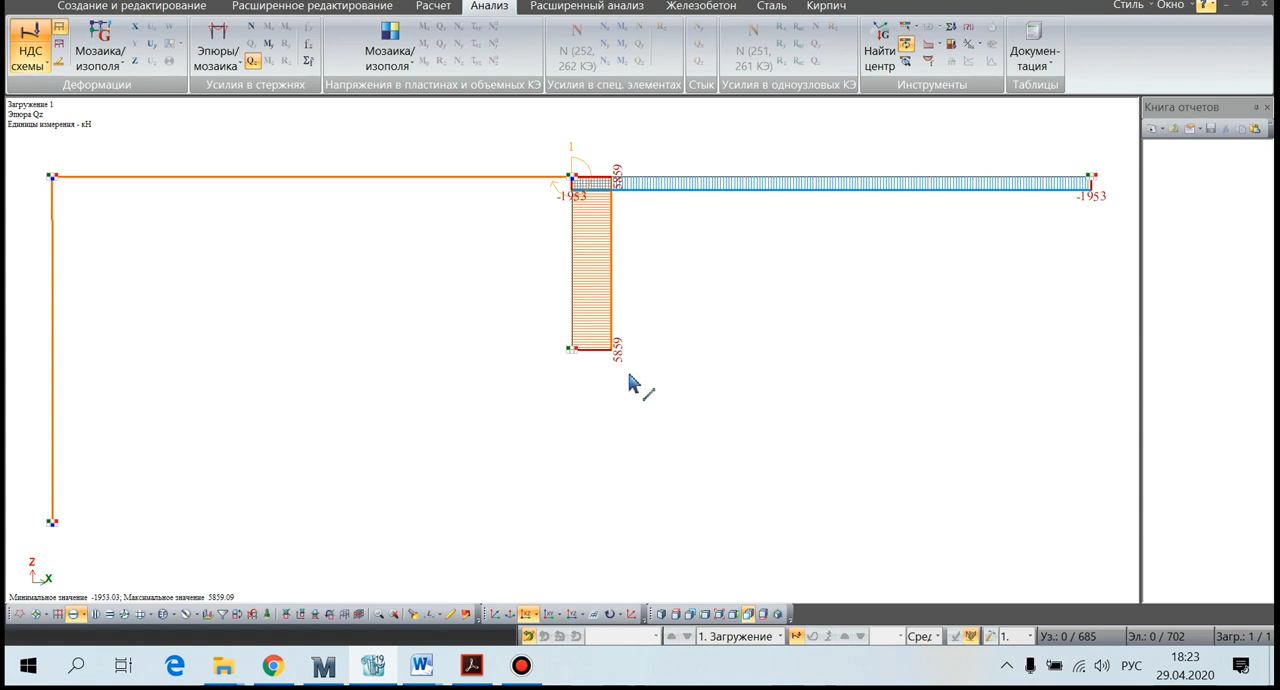 Создание и редактирование Расширенное редактирование Расчет Анализ Расширенный анализ Железобетон Сталь Кирпич Стиль Окно
НДС схемы
Мозаика/ изополя
Эпюры/ мозаика
Мозаика/ изополя
N (252, 262 КЭ)
N (251, 261 КЭ)
Найти центр
Докумен- тация
Деформации Усилия в стержнях Напряжения в пластинах и объемных КЭ Усилия в спец. элементах Стык Усилия в одноузловых КЭ Инструменты Таблицы
Загружение 1
Эпюра Qz
Единицы измерения - кН
Книга отчетов
1
5859
-1953
-1953
5859
Z
X
Минимальное значение -1953.03; Максимальное значение 5859.09
1. Загружение Сред 1. Уз.: 0 / 685 Эл.: 0 / 702 Загр.: 1 / 1
РУС
18:23
29.04.2020